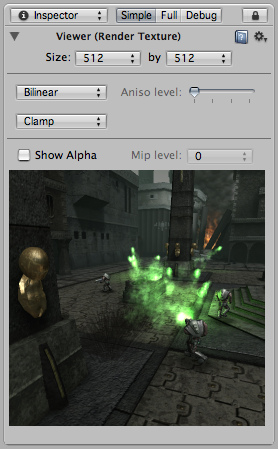 Inspector Simple Full Debug
Viewer (Render Texture)
Size: 512 by 512
Bilinear Aniso level:
Clamp
Show Alpha Mip level: 0